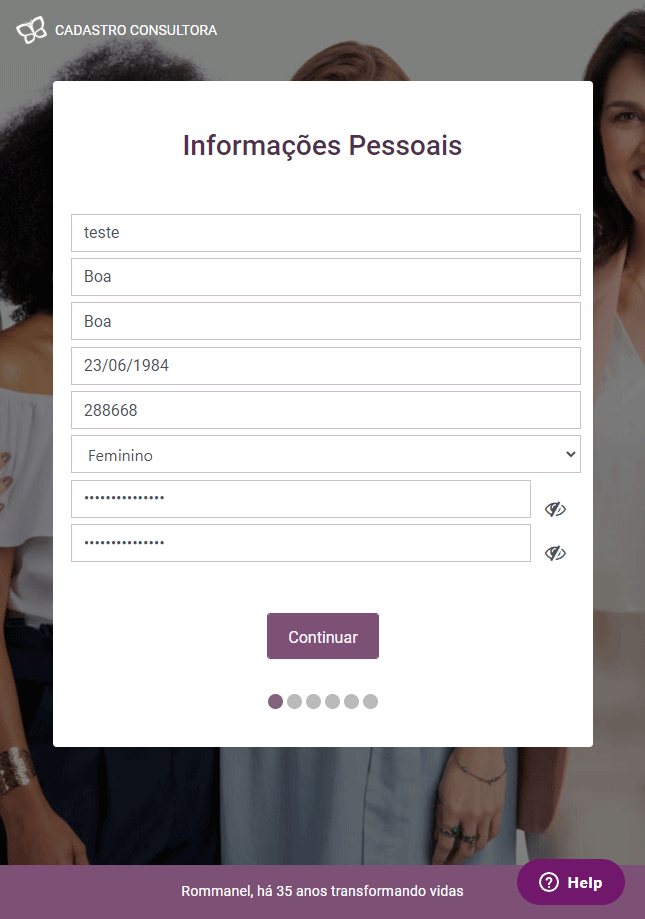 CADASTRO CONSULTORA
Informações Pessoais
teste
Boa
Boa
23/06/1984
288668
Feminino
•••••••••••••••
•••••••••••••••
Continuar
Rommanel, há 35 anos transformando vidas
? Help